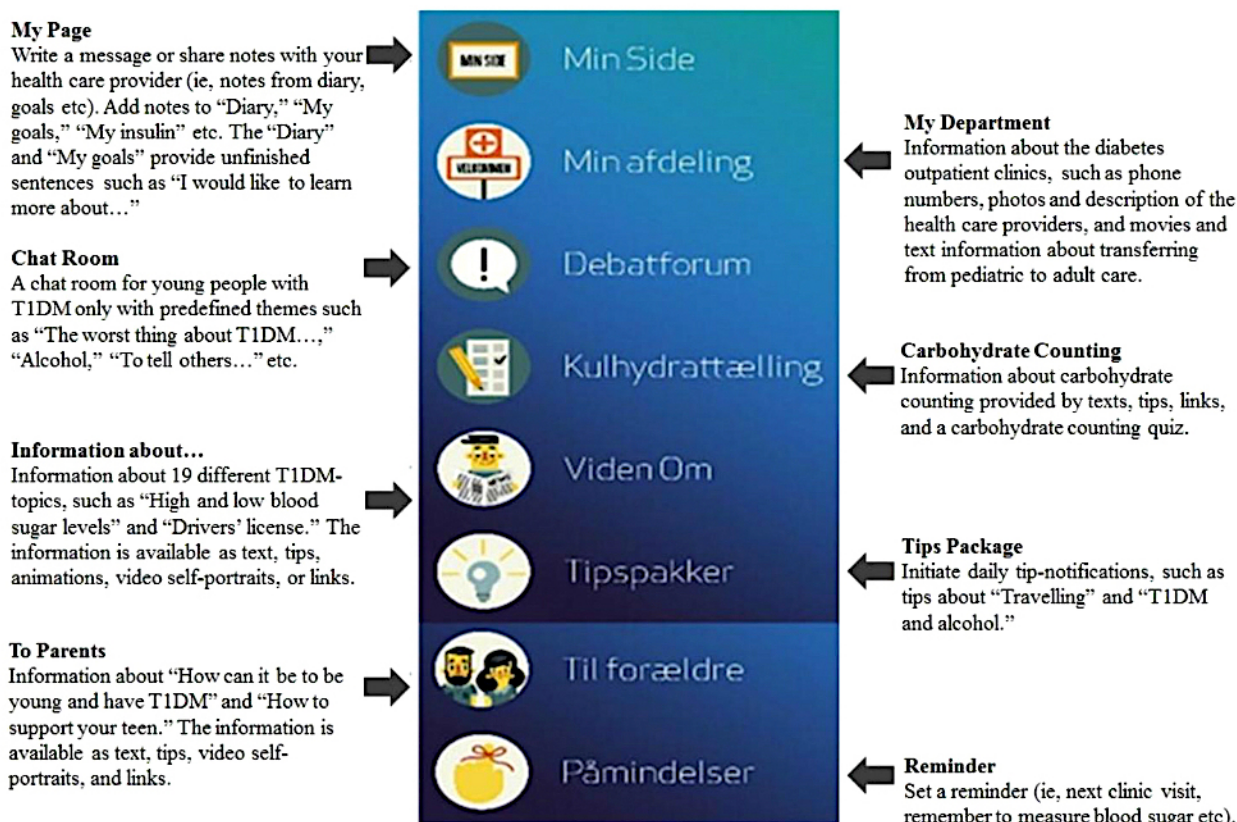 My Page
Write a message or share notes with your
health care provider (ie, notes from diary,
goals etc). Add notes to “Diary,” “My
goals,” “My insulin” etc. The “Diary”
and “My goals” provide unfinished
sentences such as “I would like to learn
more about…”
Chat Room
A chat room for young people with
T1DM only with predefined themes such
as “The worst thing about T1DM…,”
“Alcohol,” “To tell others…” etc.
Information about…
Information about 19 different T1DM-
topics, such as “High and low blood
sugar levels” and “Drivers’ license.” The
information is available as text, tips,
animations, video self-portraits, or links.
To Parents
Information about “How can it be to be
young and have T1DM” and “How to
support your teen.” The information is
available as text, tips, video self-
portraits, and links.
MIN SIDE
Min Side
VELKOMMEN
Min afdeling
Debatforum
Kulhydrattælling
NEWS
Viden Om
Tipspakker
Til forældre
Påmindelser
My Department
Information about the diabetes
outpatient clinics, such as phone
numbers, photos and description of the
health care providers, and movies and
text information about transferring
from pediatric to adult care.
Carbohydrate Counting
Information about carbohydrate
counting provided by texts, tips, links,
and a carbohydrate counting quiz.
Tips Package
Initiate daily tip-notifications, such as
tips about “Travelling” and “T1DM
and alcohol.”
Reminder
Set a reminder (ie, next clinic visit,
remember to measure blood sugar etc).